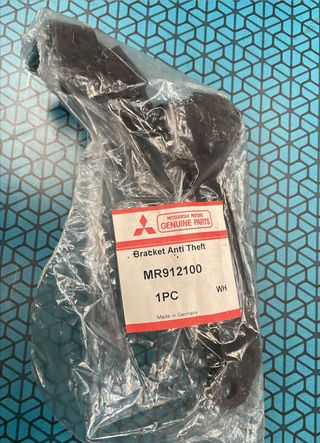 MITSUBISHI MOTORS
GENUINE PARTS
Bracket Anti Theft
MR912100
1PC
WH
Made in Germany